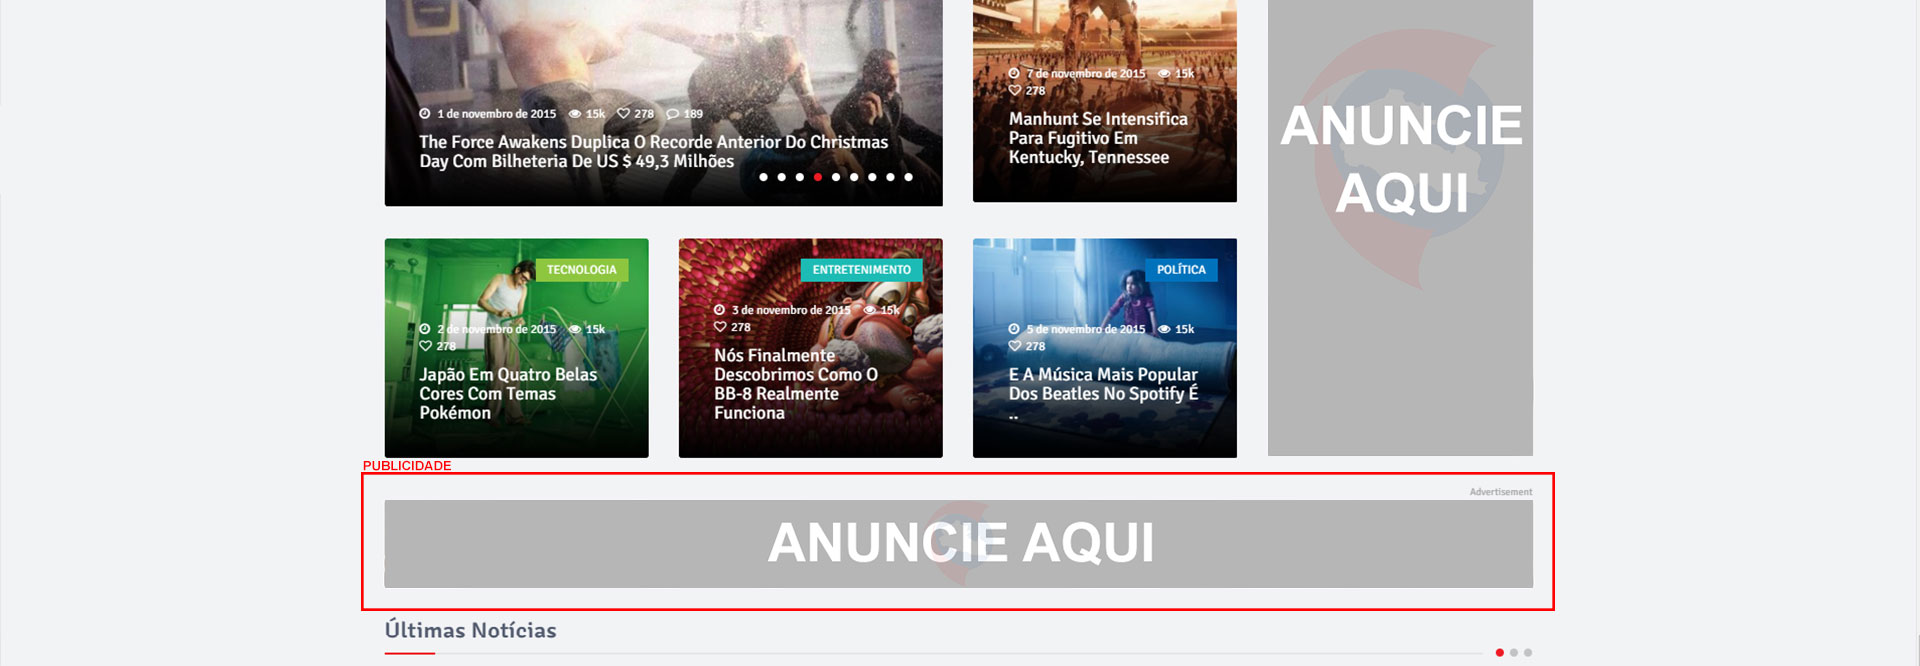 1 de novembro de 2015 15k 278 189
The Force Awakens Duplica O Recorde Anterior Do Christmas
Day Com Bilheteria De US $ 49,3 Milhões
7 de novembro de 2015 15k
278
Manhunt Se Intensifica
Para Fugitivo Em
Kentucky, Tennessee
ANUNCIE
AQUI
TECNOLOGIA
2 de novembro de 2015 15k
278
Japão Em Quatro Belas
Cores Com Temas
Pokémon
ENTRETENIMENTO
3 de novembro de 2015 15k
278
Nós Finalmente
Descobrimos Como O
BB-8 Realmente
Funciona
POLÍTICA
5 de novembro de 2015 15k
278
E A Música Mais Popular
Dos Beatles No Spotify É
..
PUBLICIDADE
Advertisement
ANUNCIE AQUI
Últimas Notícias